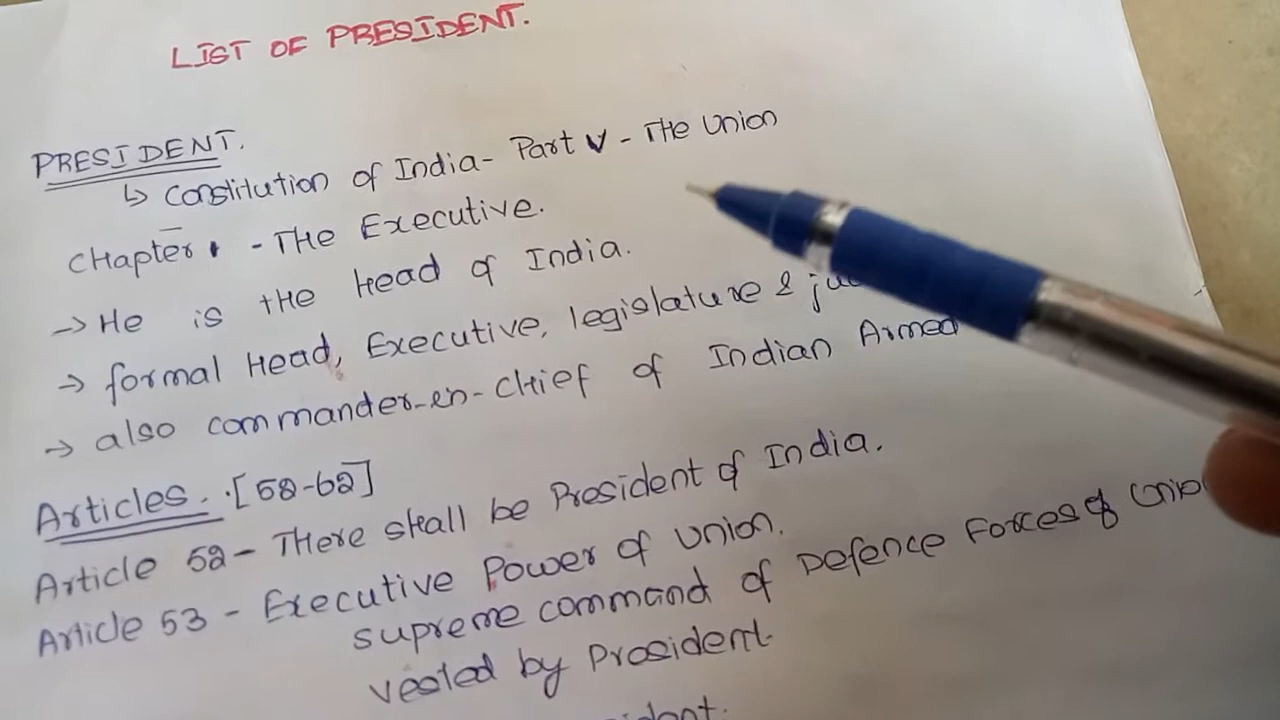 LIST OF PRESIDENT.
PRESIDENT.
↳ Constitution of India - Part V - The Union
Chapter 1 - The Executive.
→ He is the Head of India.
→ formal Head, Executive, legislature &
→ also commander-in-chief of Indian Armed
Articles. [52-62]
Article 52 - There shall be President of India.
Article 53 - Executive Power of Union.
supreme command of Defence Forces of
vested by President.